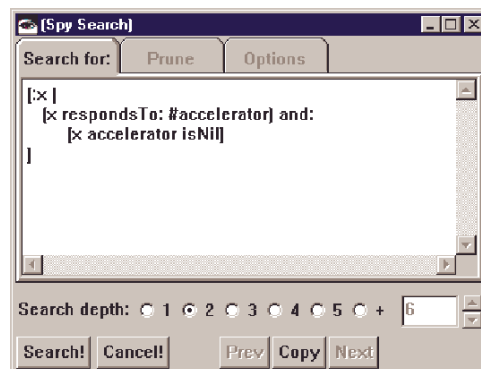 (Spy Search)
Search for: Prune Options
[:x |
(x respondsTo: #accelerator) and:
[x accelerator isNil]
]
Search depth: 1 2 3 4 5 + 6
Search! Cancel! Prev Copy Next